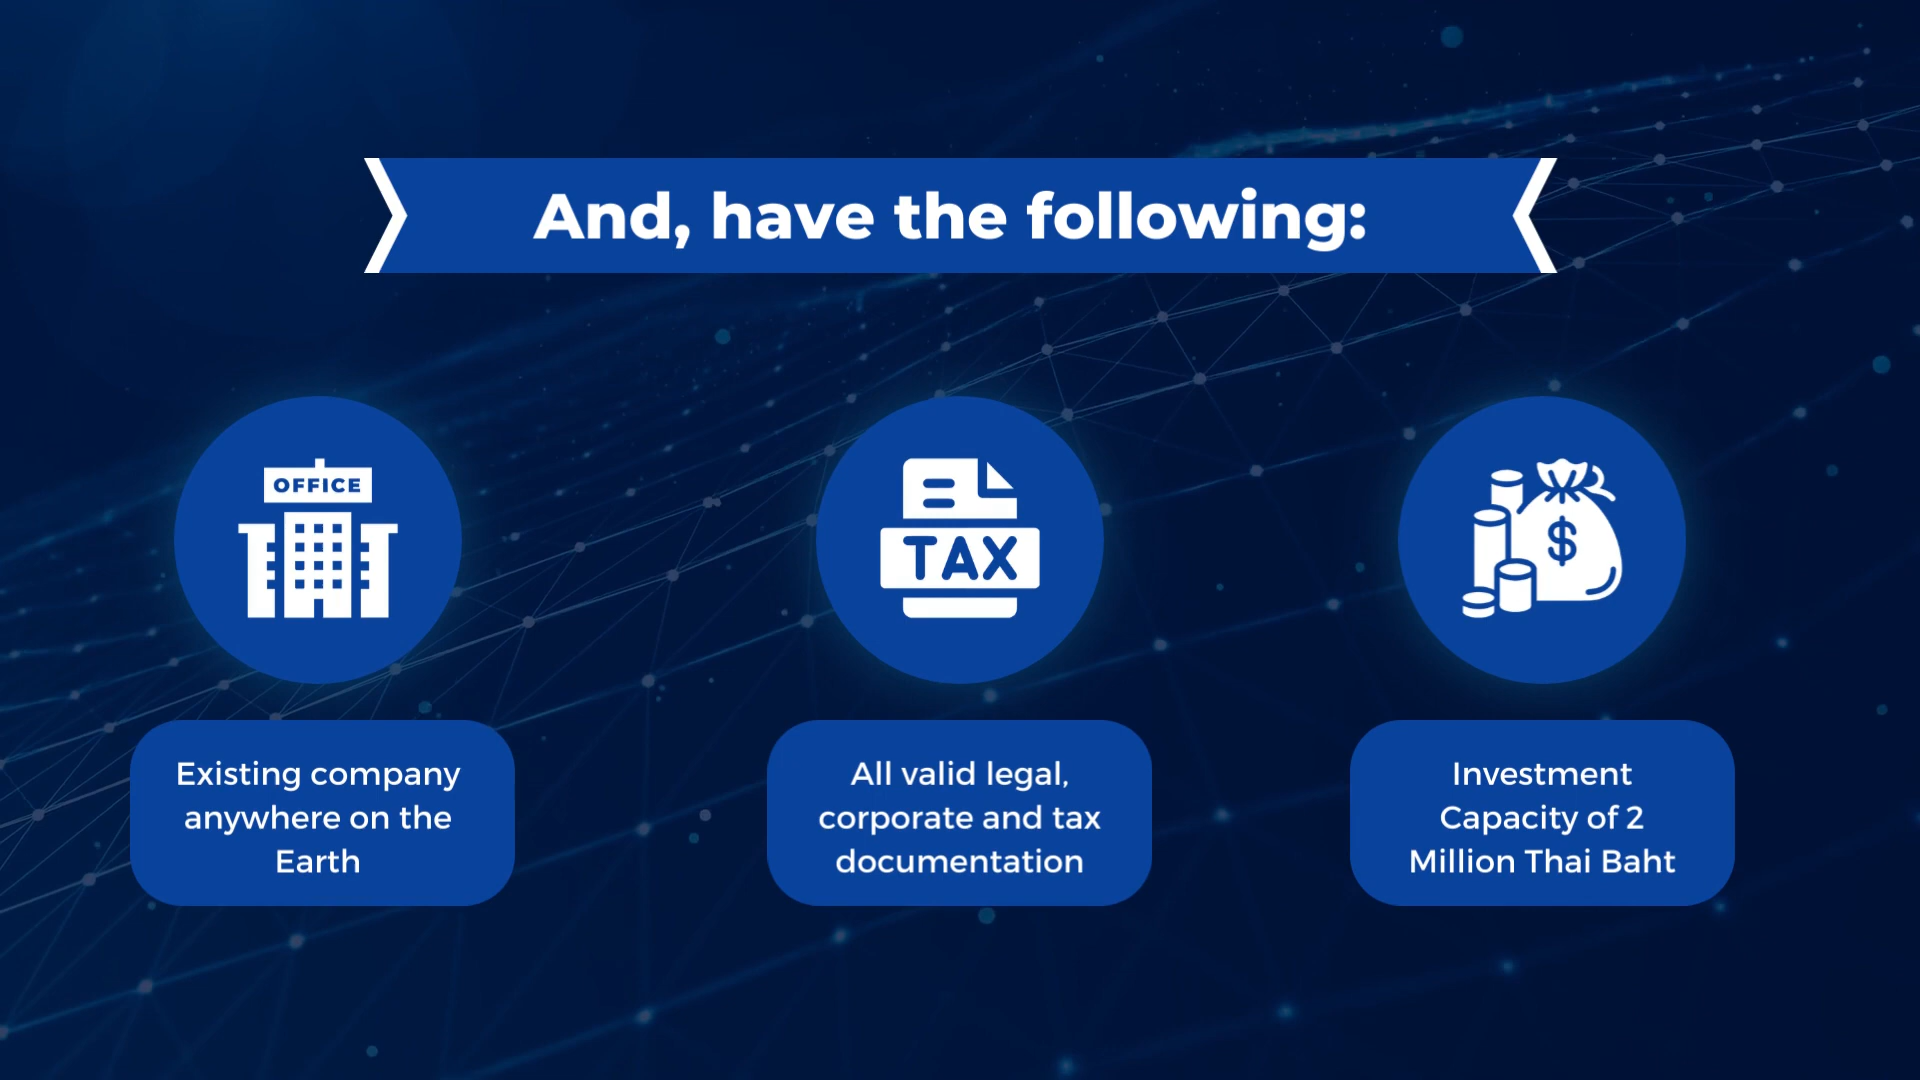 And, have the following:
OFFICE
TAX
$
Existing company
anywhere on the
Earth
All valid legal,
corporate and tax
documentation
Investment
Capacity of 2
Million Thai Baht